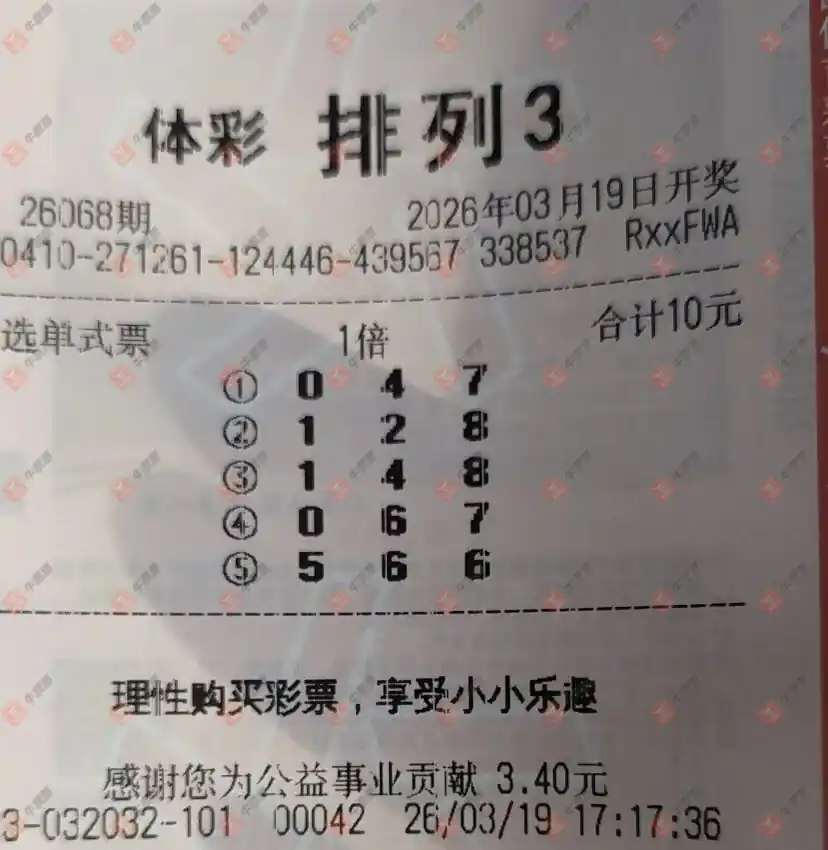 体彩 排列3
26068期 2026年03月19日开奖
0410-271261-124446-439567 338537 RxxFWA
选单式票 1倍 合计10元
① 0 4 7
② 1 2 8
③ 1 4 8
④ 0 6 7
⑤ 5 6 6
理性购买彩票，享受小小乐趣
感谢您为公益事业贡献 3.40元
3-032032-101 00042 26/03/19 17:17:36